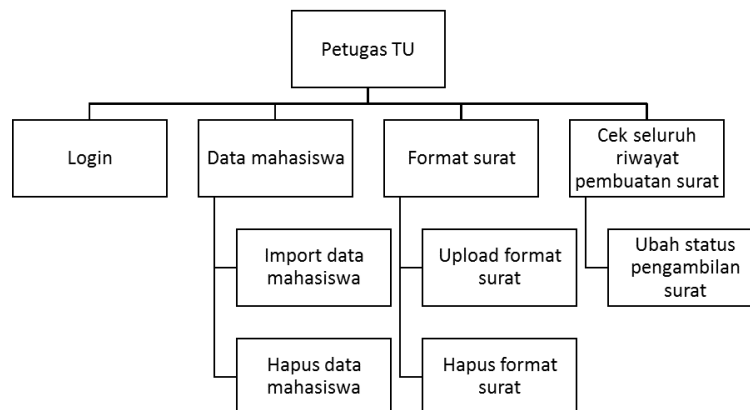 Petugas TU
Login
Data mahasiswa
Format surat
Cek seluruh
riwayat
pembuatan surat
Import data
mahasiswa
Upload format
surat
Ubah status
pengambilan
surat
Hapus data
mahasiswa
Hapus format
surat